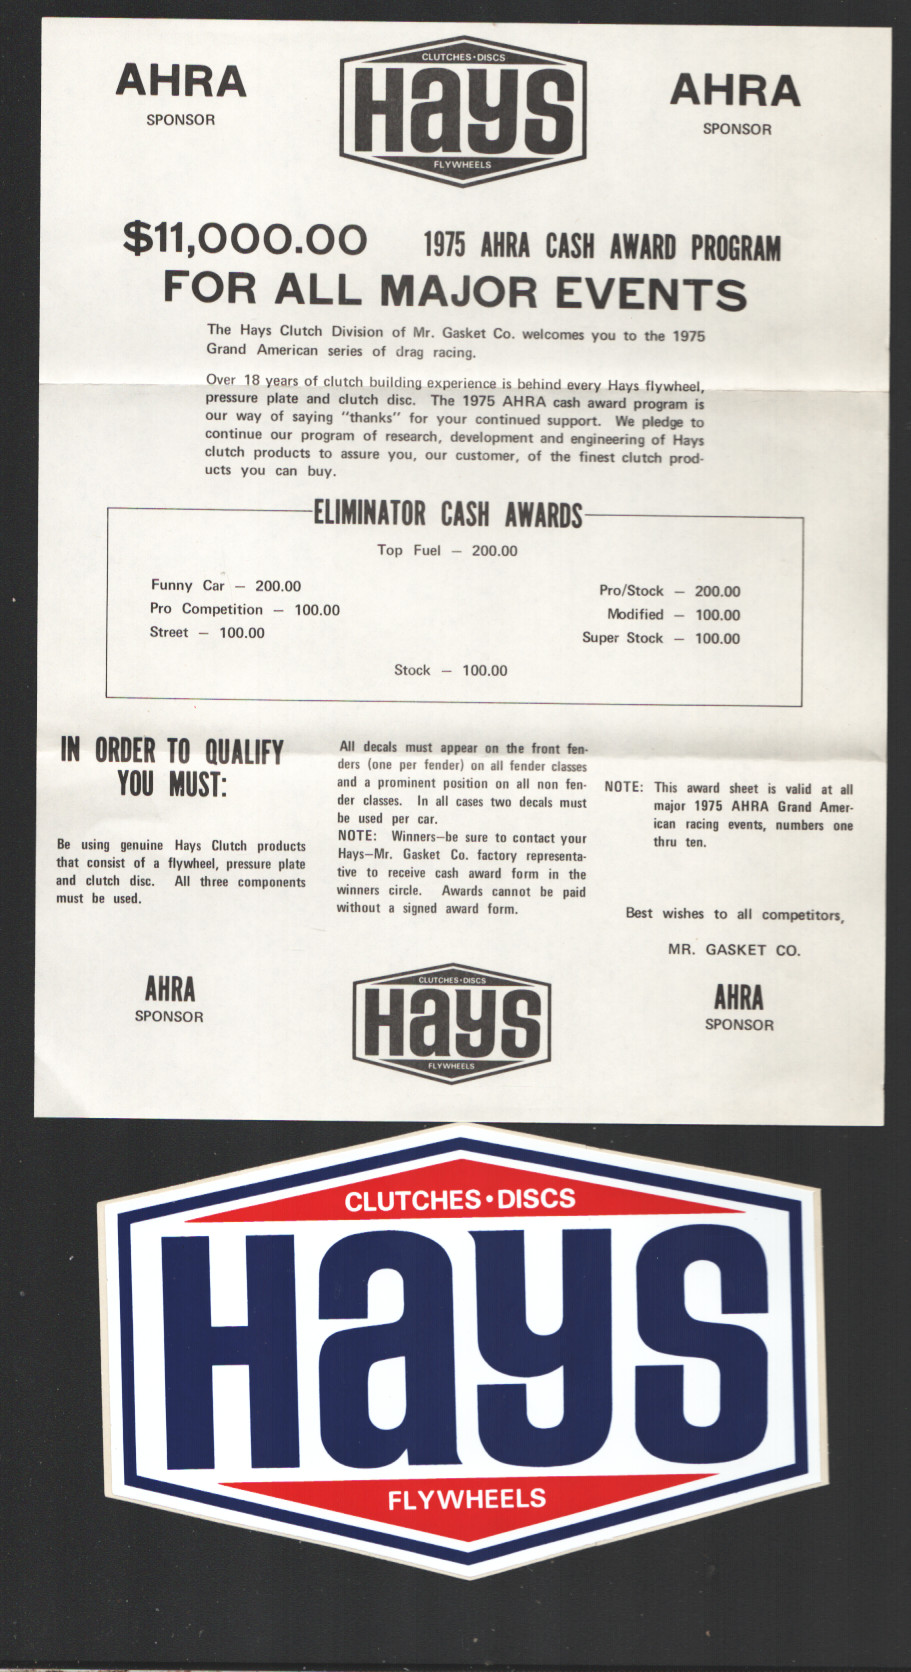 AHRA
SPONSOR
CLUTCHES•DISCS
Hays
FLYWHEELS
AHRA
SPONSOR
$11,000.00 1975 AHRA CASH AWARD PROGRAM
FOR ALL MAJOR EVENTS
The Hays Clutch Division of Mr. Gasket Co. welcomes you to the 1975
Grand American series of drag racing.
Over 18 years of clutch building experience is behind every Hays flywheel,
pressure plate and clutch disc. The 1975 AHRA cash award program is
our way of saying "thanks" for your continued support. We pledge to
continue our program of research, development and engineering of Hays
clutch products to assure you, our customer, of the finest clutch prod-
ucts you can buy.
ELIMINATOR CASH AWARDS
Top Fuel – 200.00
Funny Car – 200.00
Pro Competition – 100.00
Street – 100.00
Pro/Stock – 200.00
Modified – 100.00
Super Stock – 100.00
Stock – 100.00
IN ORDER TO QUALIFY
YOU MUST:
Be using genuine Hays Clutch products
that consist of a flywheel, pressure plate
and clutch disc. All three components
must be used.
All decals must appear on the front fen-
ders (one per fender) on all fender classes
and a prominent position on all non fen-
der classes. In all cases two decals must
be used per car.
NOTE: Winners–be sure to contact your
Hays–Mr. Gasket Co. factory representa-
tive to receive cash award form in the
winners circle. Awards cannot be paid
without a signed award form.
NOTE: This award sheet is valid at all
major 1975 AHRA Grand Amer-
ican racing events, numbers one
thru ten.
Best wishes to all competitors,
MR. GASKET CO.
AHRA
SPONSOR
CLUTCHES•DISCS
Hays
FLYWHEELS
AHRA
SPONSOR
CLUTCHES•DISCS
Hays
FLYWHEELS